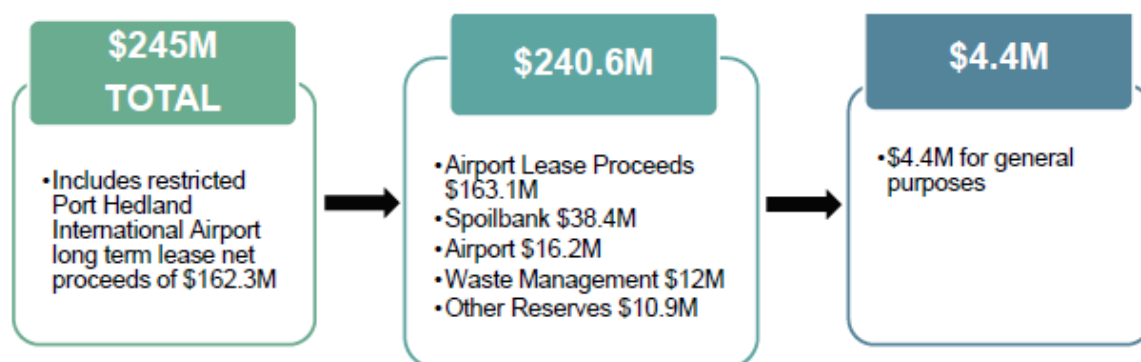 $245M
TOTAL
•Includes restricted
Port Hedland
International Airport
long term lease net
proceeds of $162.3M
$240.6M
•Airport Lease Proceeds
$163.1M
•Spoilbank $38.4M
•Airport $16.2M
•Waste Management $12M
•Other Reserves $10.9M
$4.4M
•$4.4M for general
purposes